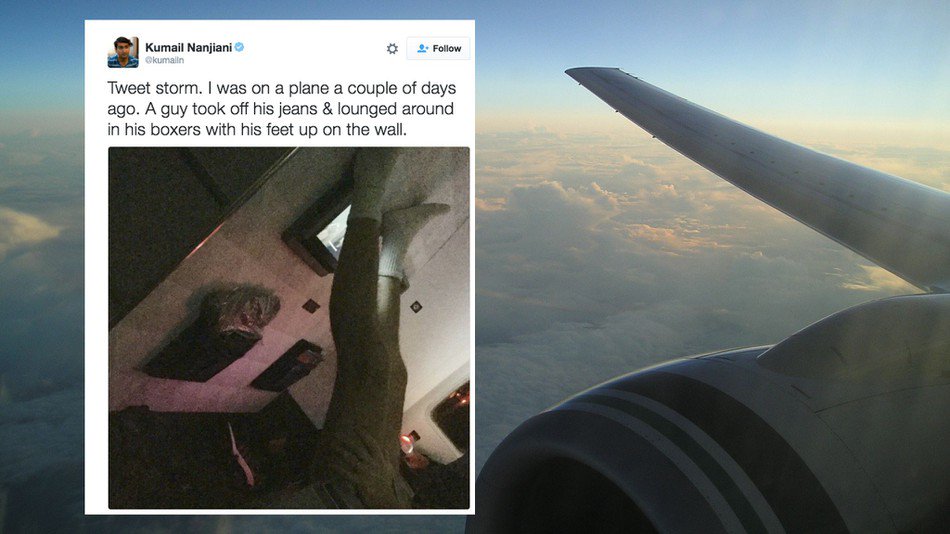 Kumail Nanjiani
@kumailn
Follow
Tweet storm. I was on a plane a couple of days
ago. A guy took off his jeans & lounged around
in his boxers with his feet up on the wall.